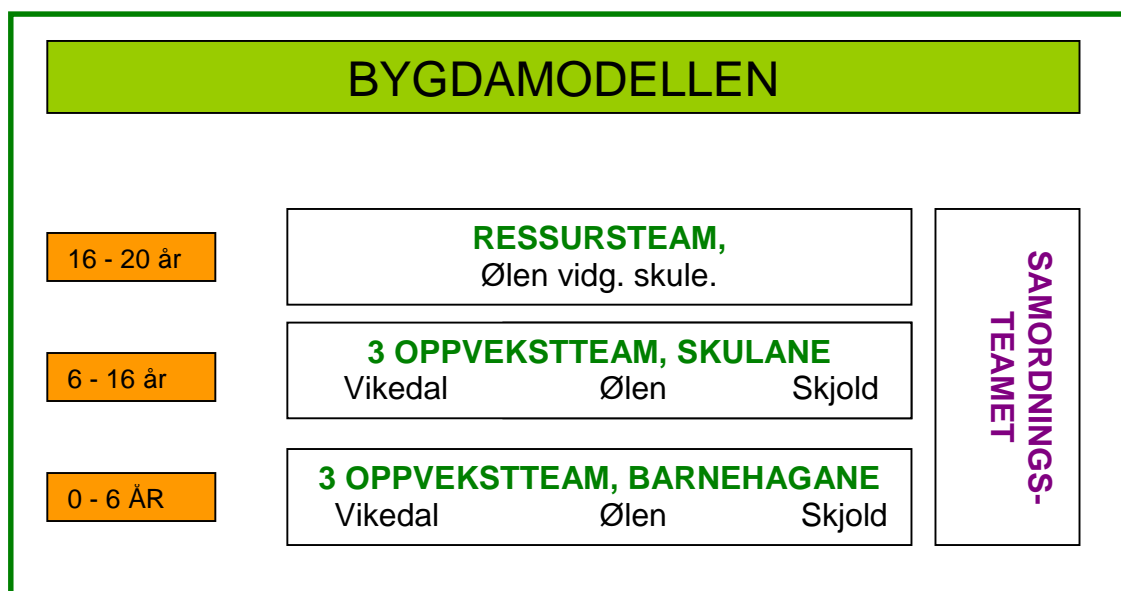 BYGDAMODELLEN
16 - 20 år
RESSURSTEAM,
Ølen vidg. skule.
6 - 16 år
3 OPPVEKSTTEAM, SKULANE
Vikedal Ølen Skjold
0 - 6 ÅR
3 OPPVEKSTTEAM, BARNEHAGANE
Vikedal Ølen Skjold
SAMORDNINGS-
TEAMET